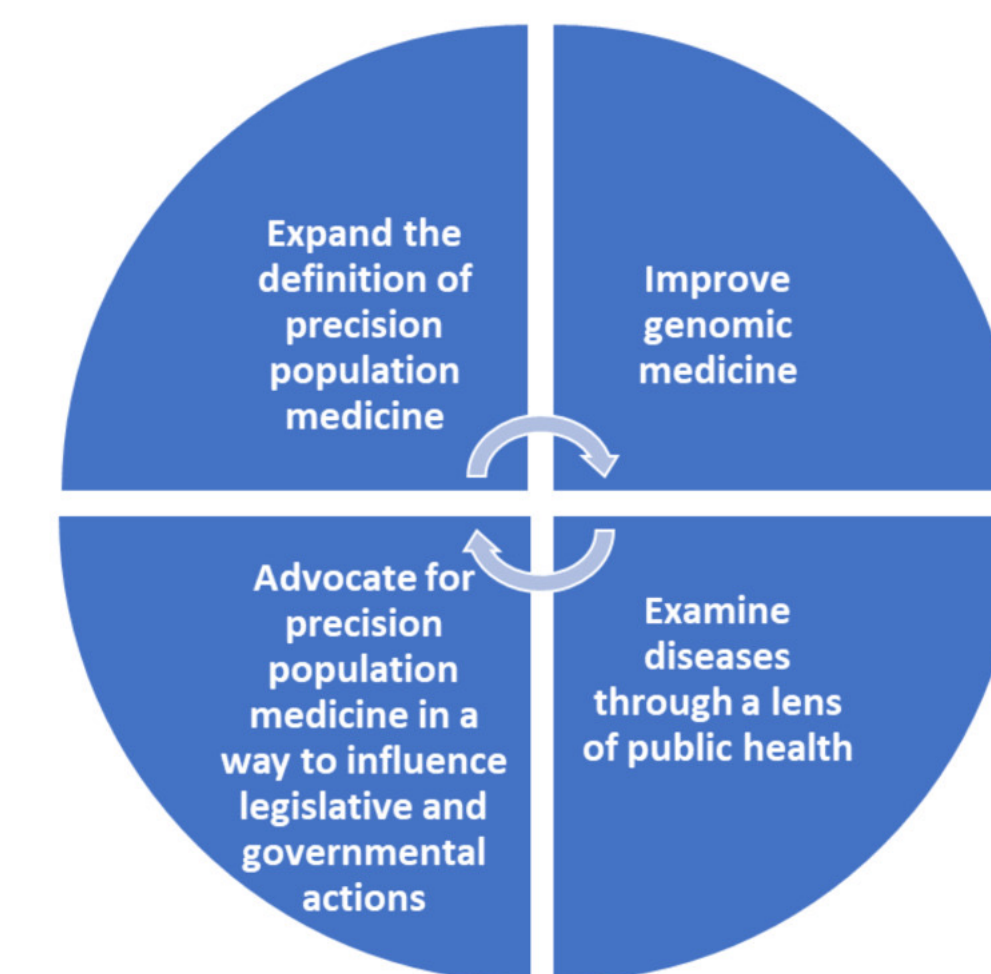 Expand the
definition of
precision
population
medicine
Improve
genomic
medicine
Advocate for
precision
population
medicine in a
way to influence
legislative and
governmental
actions
Examine
diseases
through a lens
of public health